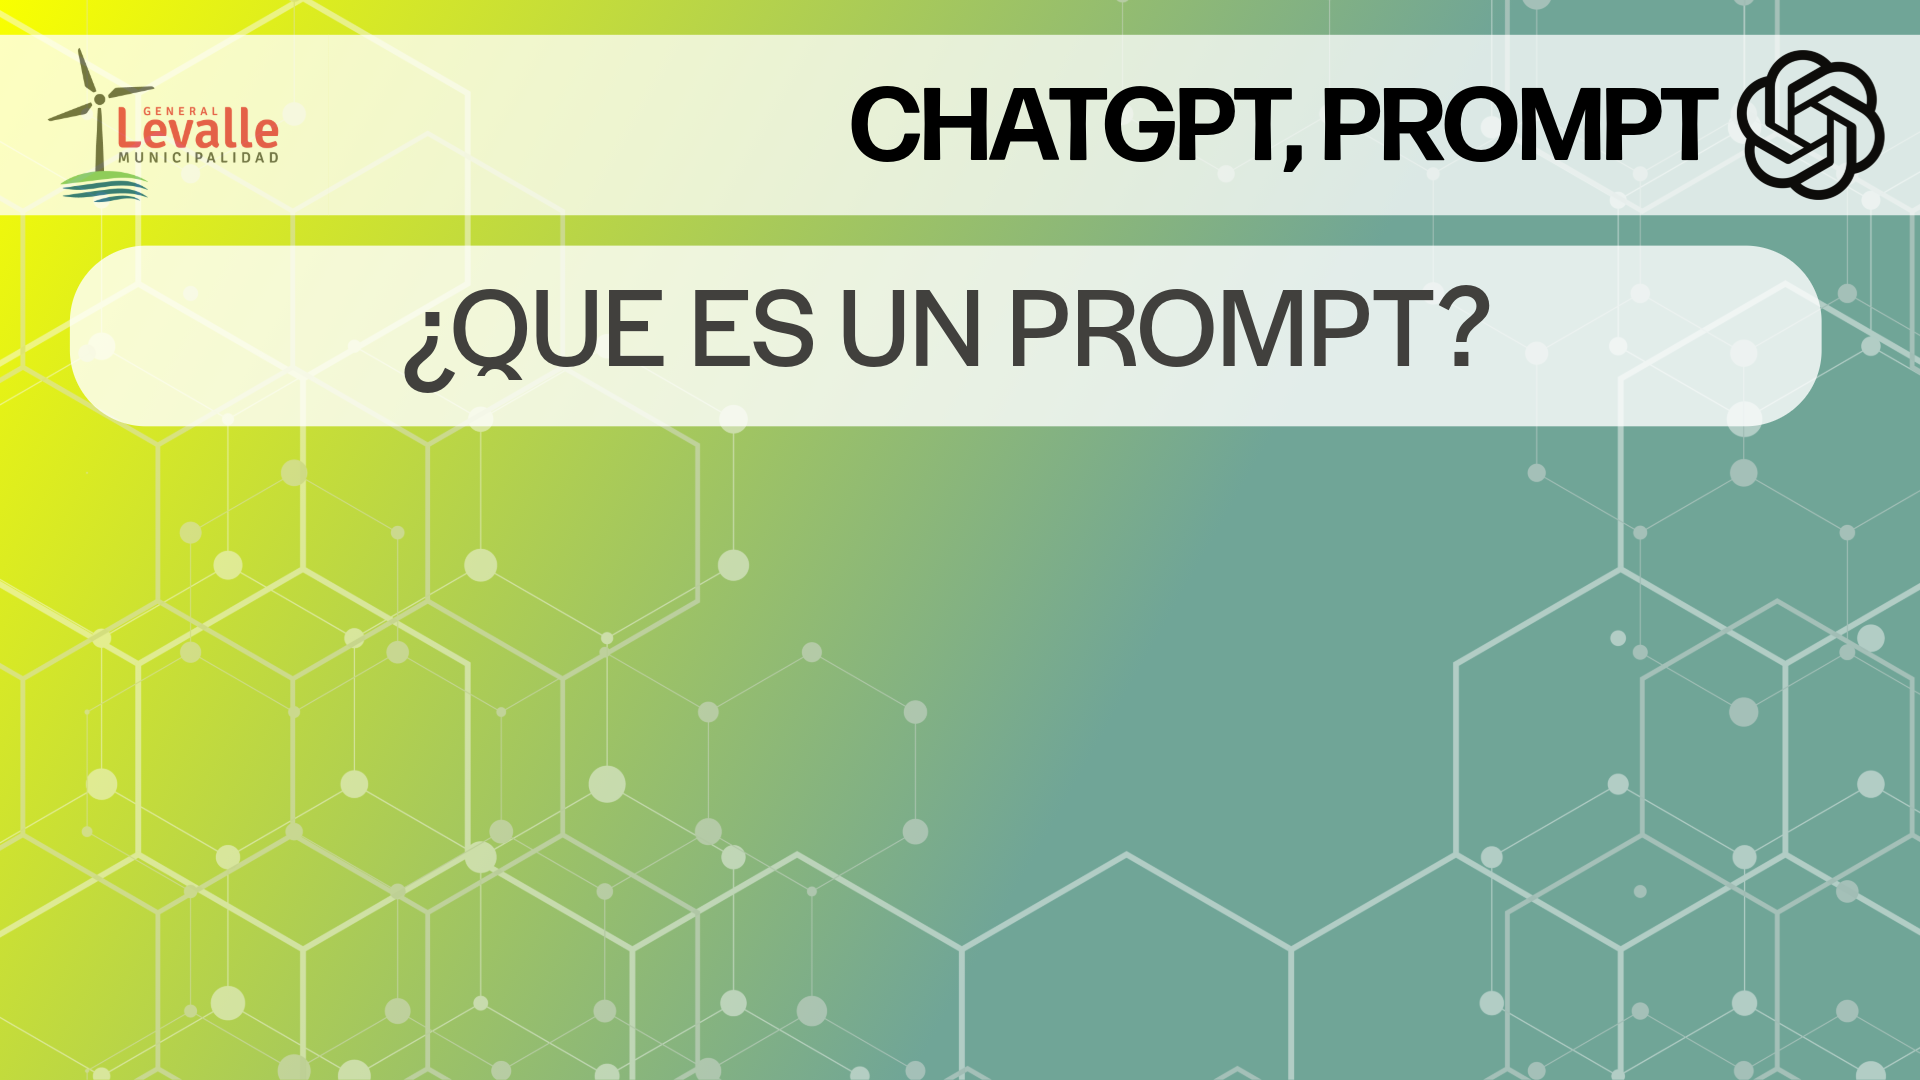 GENERAL
Levalle
MUNICIPALIDAD
CHATGPT, PROMPT
¿QUE ES UN PROMPT?